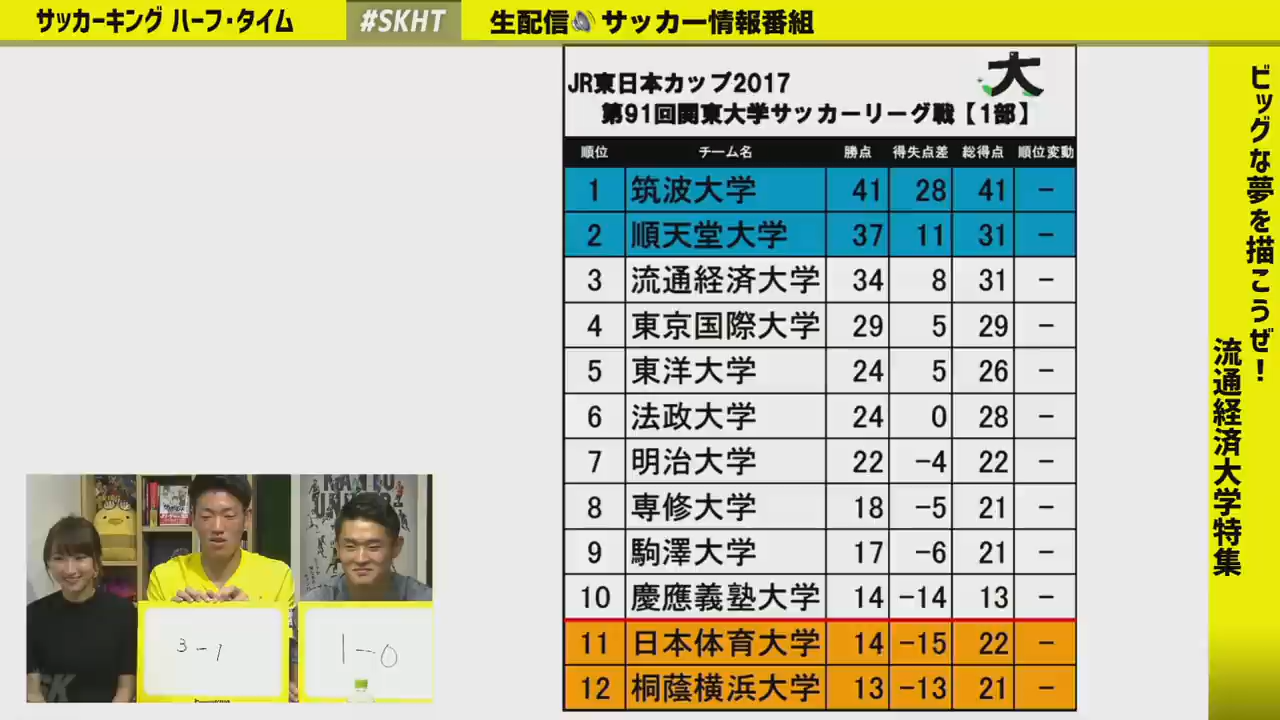 サッカーキング ハーフ・タイム
#SKHT
生配信 サッカー情報番組
大
JR東日本カップ2017
第91回関東大学サッカーリーグ戦【1部】
順位 チーム名 勝点 得失点差 総得点 順位変動
1 筑波大学 41 28 41 −
2 順天堂大学 37 11 31 −
3 流通経済大学 34 8 31 −
4 東京国際大学 29 5 29 −
5 東洋大学 24 5 26 −
6 法政大学 24 0 28 −
7 明治大学 22 −4 22 −
8 専修大学 18 −5 21 −
9 駒澤大学 17 −6 21 −
10 慶應義塾大学 14 −14 13 −
11 日本体育大学 14 −15 22 −
12 桐蔭横浜大学 13 −13 21 −
ビッグな夢を描こうぜ！
流通経済大学特集
3-1
1-0
SK